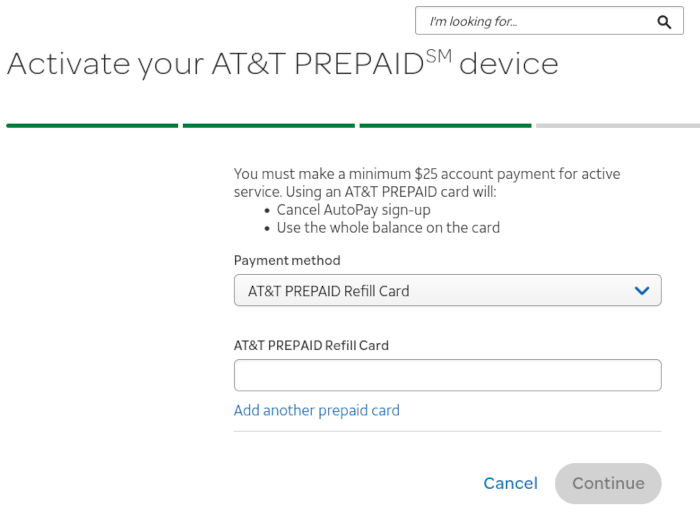 I'm looking for...
Activate your AT&T PREPAID℠ device
You must make a minimum $25 account payment for active
service. Using an AT&T PREPAID card will:
• Cancel AutoPay sign-up
• Use the whole balance on the card
Payment method
AT&T PREPAID Refill Card
AT&T PREPAID Refill Card
Add another prepaid card
Cancel Continue